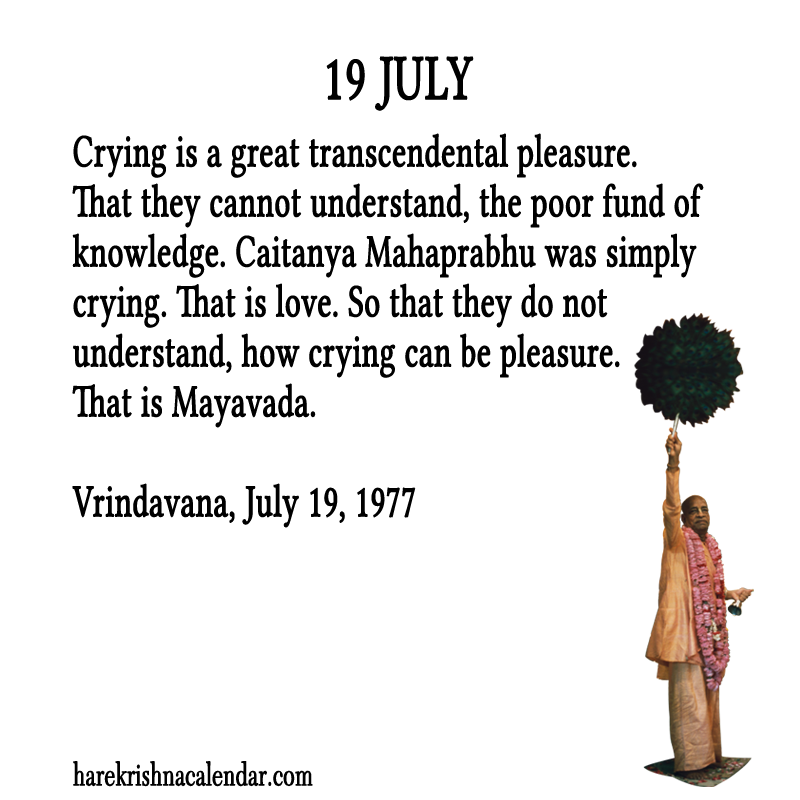 19 JULY
Crying is a great transcendental pleasure.
That they cannot understand, the poor fund of
knowledge. Caitanya Mahaprabhu was simply
crying. That is love. So that they do not
understand, how crying can be pleasure.
That is Mayavada.
Vrindavana, July 19, 1977
harekrishnacalendar.com